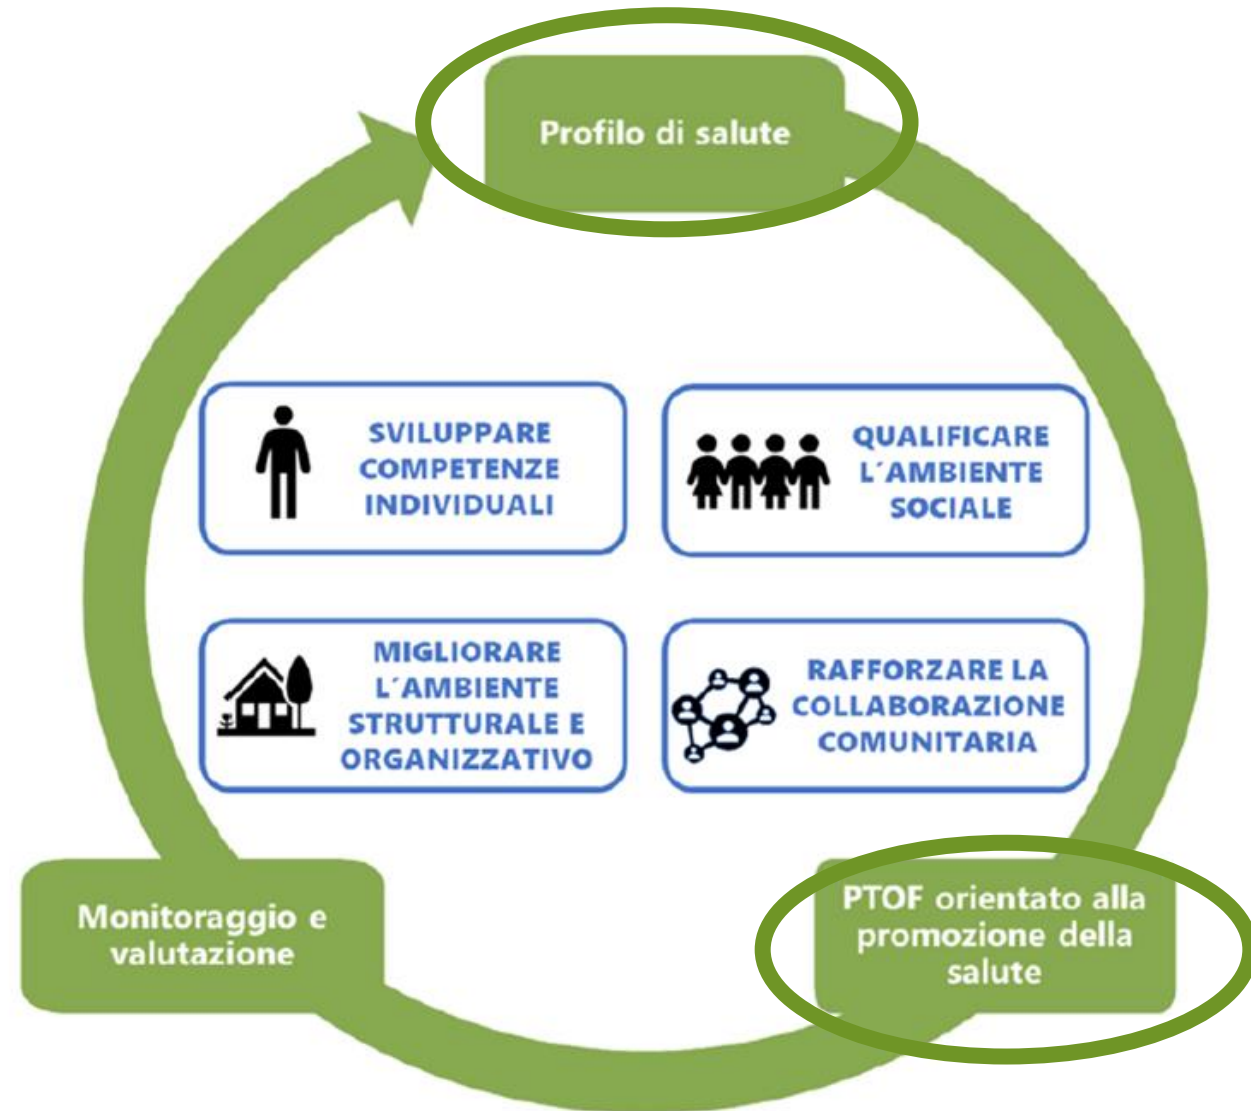 Profilo di salute
SVILUPPARE
COMPETENZE
INDIVIDUALI
QUALIFICARE
L´AMBIENTE
SOCIALE
MIGLIORARE
L´AMBIENTE
STRUTTURALE E
ORGANIZZATIVO
RAFFORZARE LA
COLLABORAZIONE
COMUNITARIA
Monitoraggio e
valutazione
PTOF orientato alla
promozione della
salute